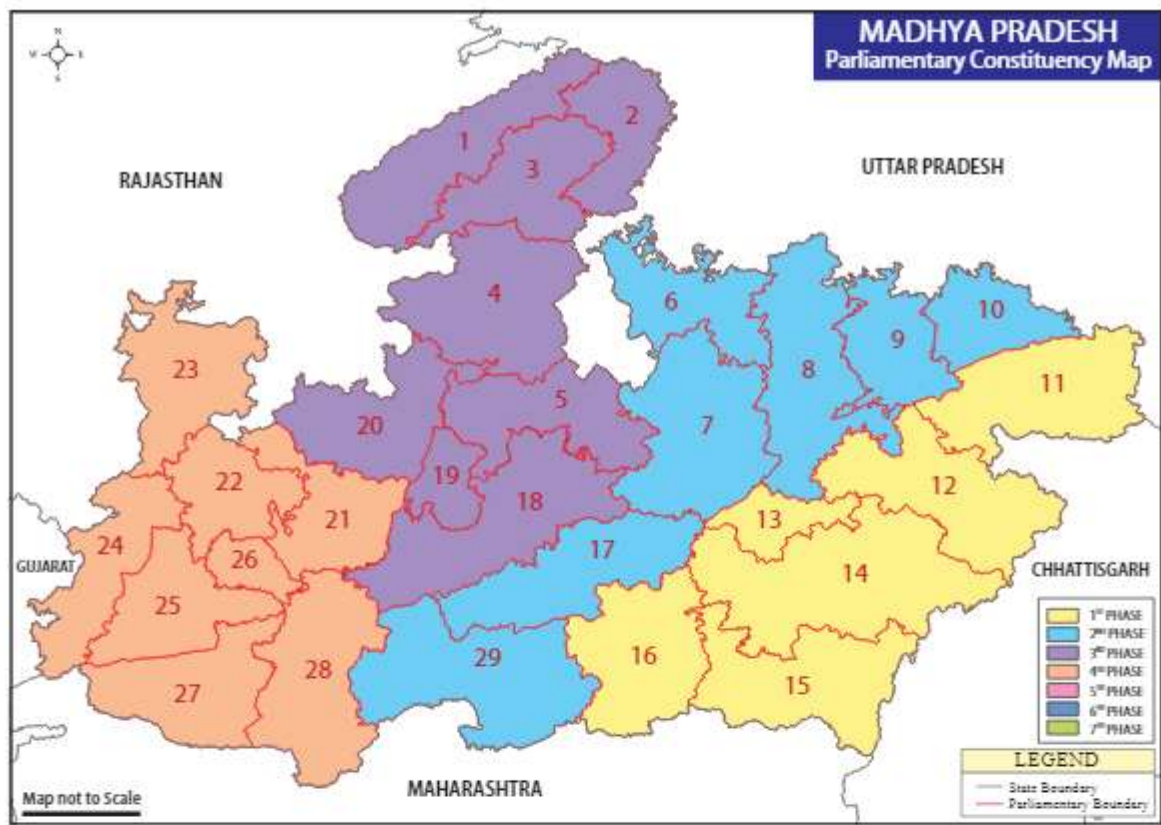 MADHYA PRADESH
Parliamentary Constituency Map
N
W E
S
RAJASTHAN
UTTAR PRADESH
1
2
3
4
6
10
9
23
8
11
5
7
20
19
22
18
12
21
13
24
17
26
GUJARAT
14
CHHATTISGARH
25
16
29
28
15
27
1ST PHASE
2ND PHASE
3RD PHASE
4TH PHASE
5TH PHASE
6TH PHASE
7TH PHASE
LEGEND
State Boundary
Parliamentary Boundary
MAHARASHTRA
Map not to Scale